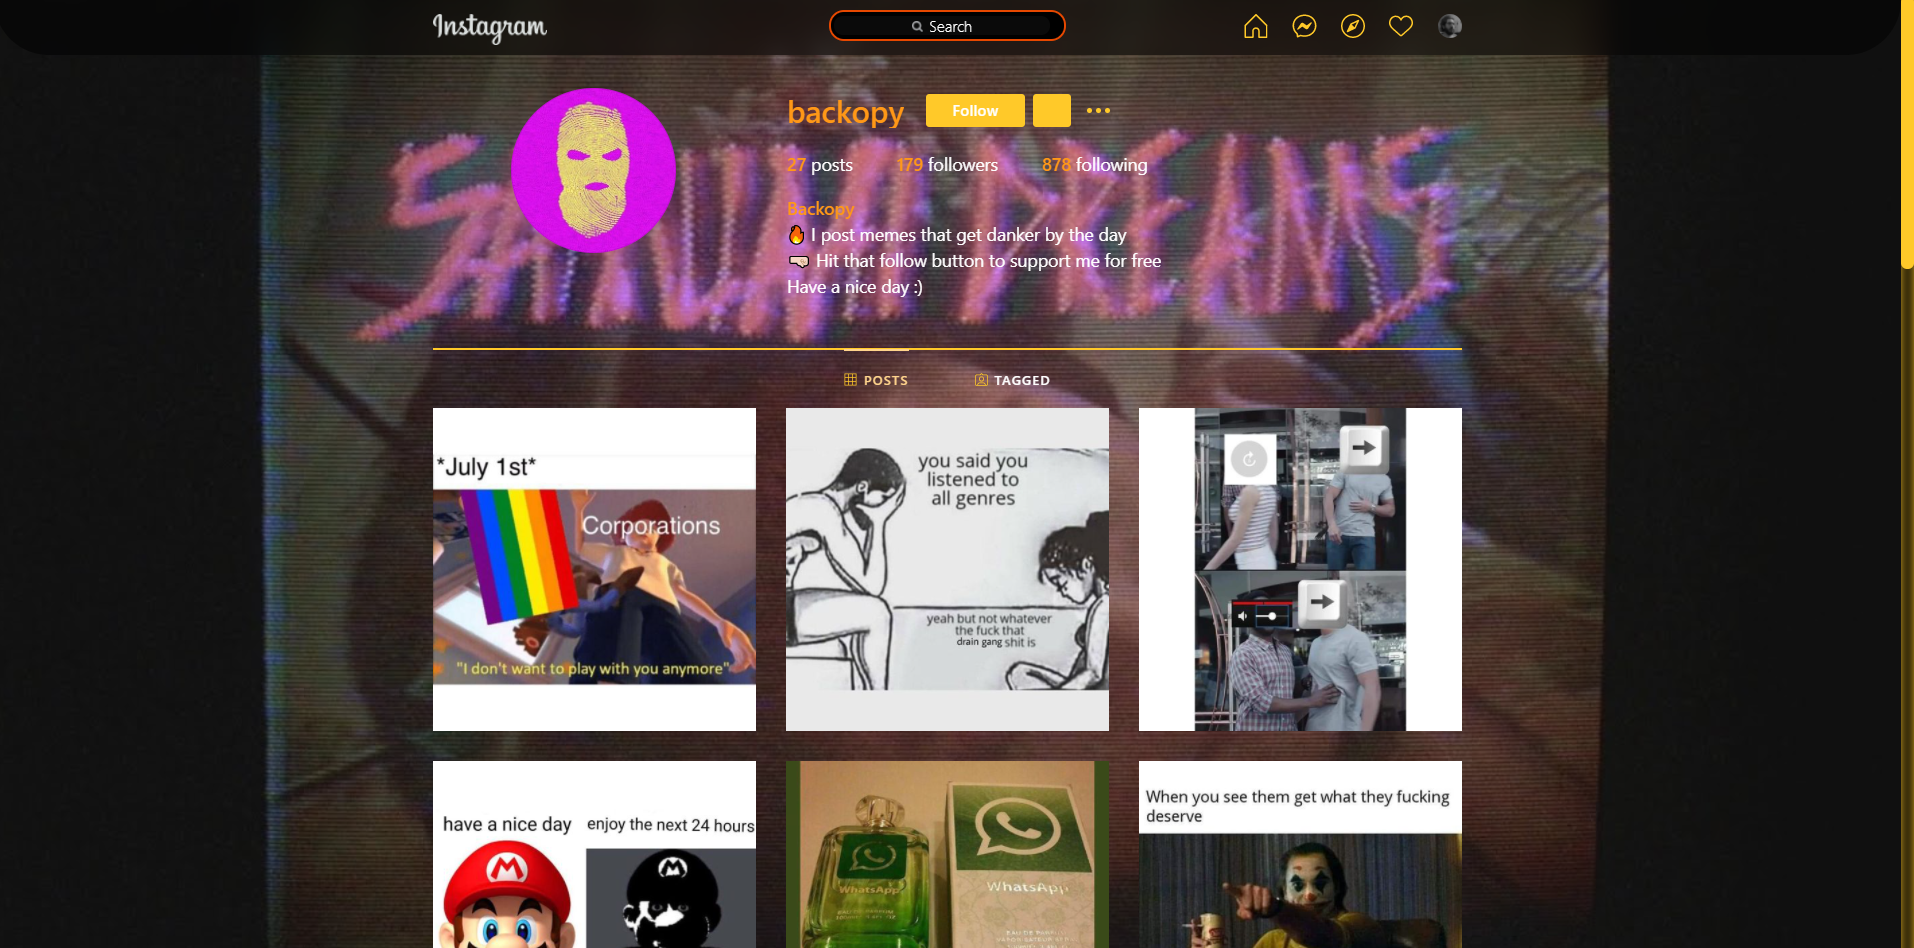 Instagram
Search
backopy
Follow
27 posts
179 followers
878 following
Backopy
🔥 I post memes that get danker by the day
🤜🏻 Hit that follow button to support me for free
Have a nice day :)
POSTS
TAGGED
*July 1st*
Corporations
"I don't want to play with you anymore"
you said you
listened to
all genres
yeah but not whatever
the fuck that
drain gang shit is
have a nice day
enjoy the next 24 hours
M
M
WhatsApp
WhatsApp
When you see them get what they fucking
deserve